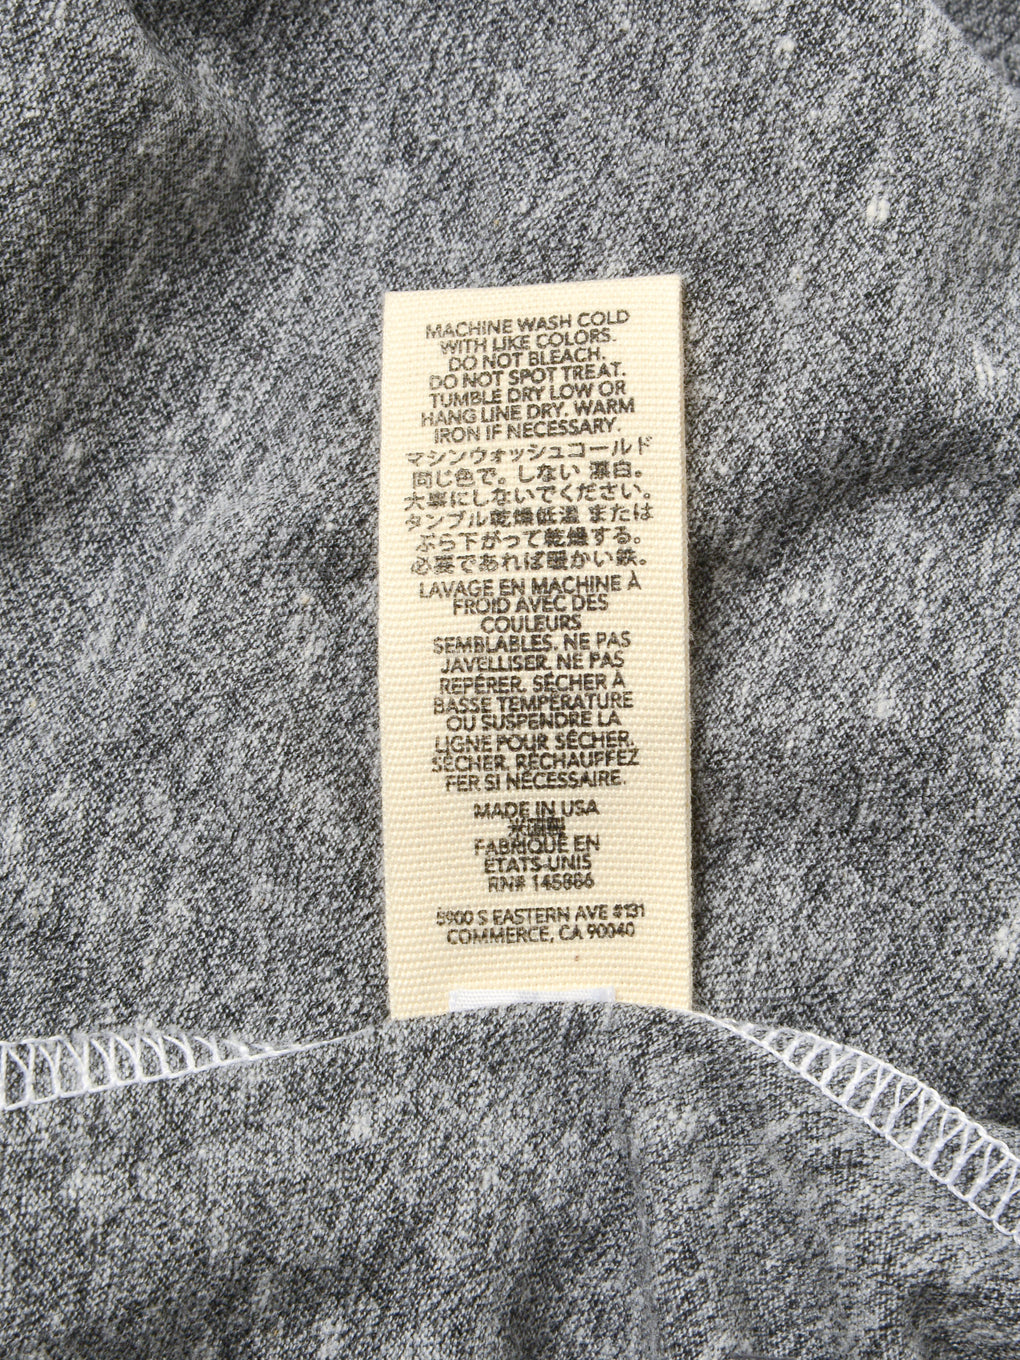 MACHINE WASH COLD
WITH LIKE COLORS.
DO NOT BLEACH.
DO NOT SPOT TREAT.
TUMBLE DRY LOW OR
HANG LINE DRY. WARM
IRON IF NECESSARY.
マシンウォッシュコールド
同じ色で。しない 漂白。
大事にしないでください。
タンブル乾燥低温 または
ぶら下がって乾燥する。
必要であれば暖かい鉄。
LAVAGE EN MACHINE À
FROID AVEC DES
COULEURS
SEMBLABLES. NE PAS
JAVELLISER. NE PAS
REPÉRER. SÉCHER À
BASSE TEMPÉRATURE
OU SUSPENDRE LA
LIGNE POUR SÉCHER.
SÉCHER. RÉCHAUFFEZ
FER SI NÉCESSAIRE.
MADE IN USA
米国製
FABRIQUÉ EN
ÉTATS-UNIS
RN# 145886
5900 S EASTERN AVE #131
COMMERCE, CA 90040